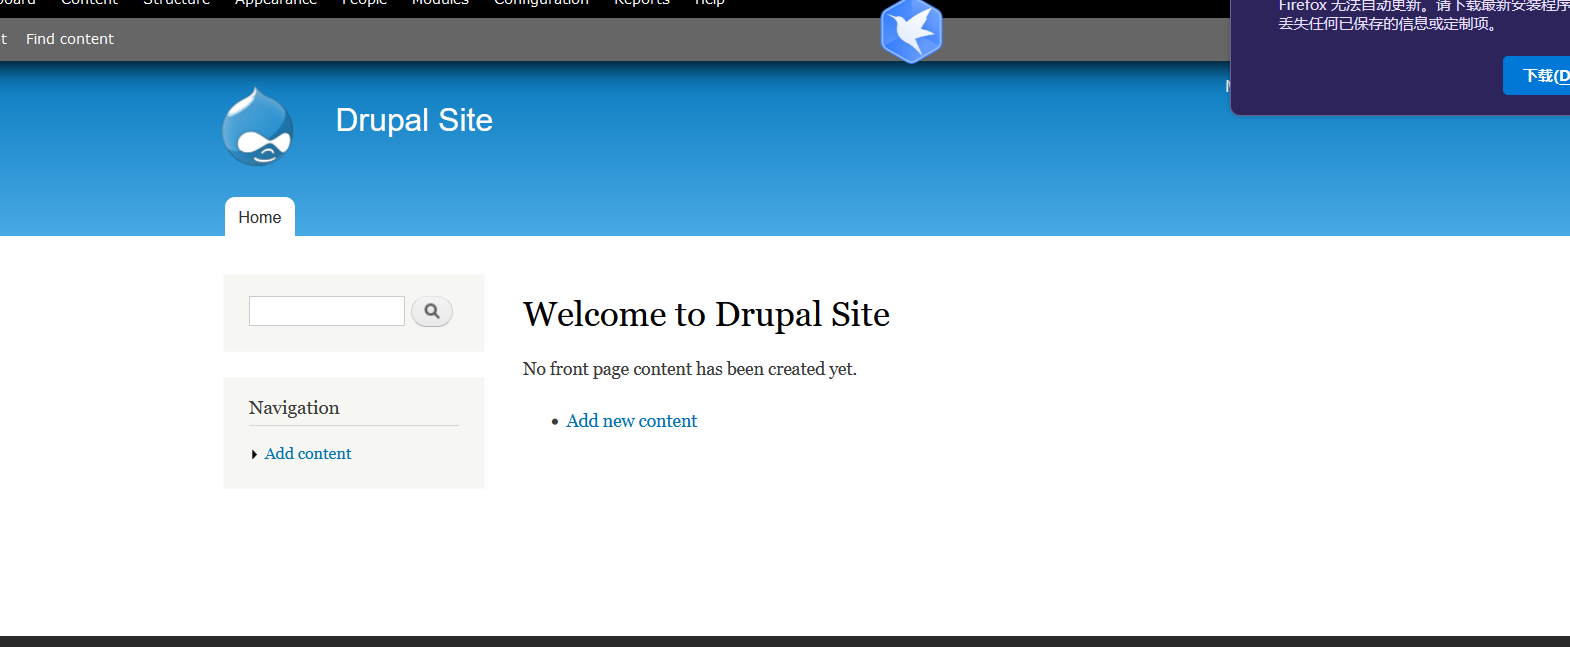 Content Structure Appearance People Modules Configuration Reports Help
Firefox 无法自动更新。请下载最新安装程序
丢失任何已保存的信息或定制项。
Find content
下载(D
Drupal Site
Home
Welcome to Drupal Site
No front page content has been created yet.
Navigation
Add new content
Add content